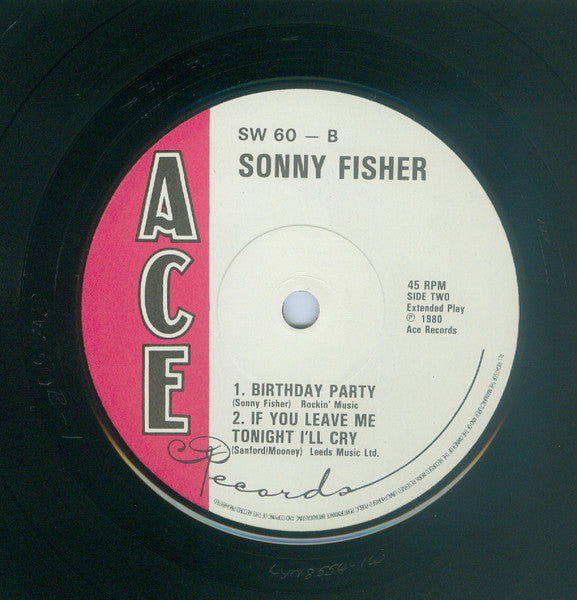 SW 60 – B
SONNY FISHER
ACE
Records
45 RPM
SIDE TWO
Extended Play
℗ 1980
Ace Records
1. BIRTHDAY PARTY
(Sonny Fisher) Rockin' Music
2. IF YOU LEAVE ME
TONIGHT I'LL CRY
(Sanford/Mooney) Leeds Music Ltd.